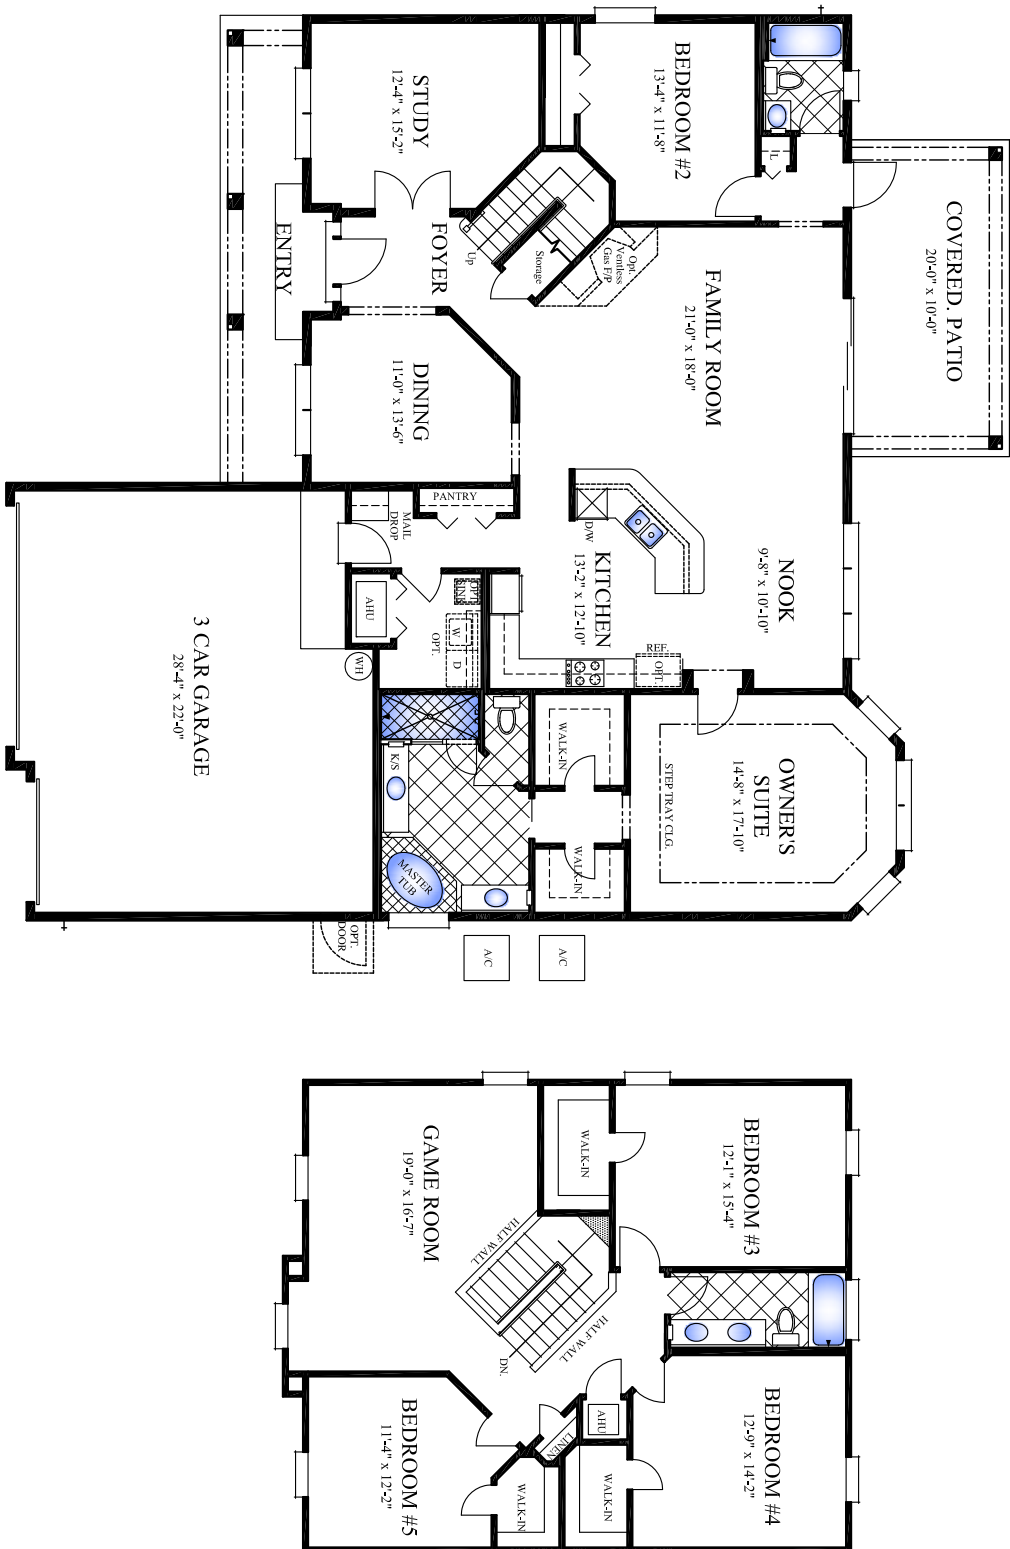 COVERED. PATIO
20'-0" x 10'-0"
BEDROOM #2
13'-4" x 11'-8"
L
STUDY
12'-4" x 15'-2"
FAMILY ROOM
21'-0" x 18'-0"
Opt.
Ventless
Gas F/P
Storage
Up
FOYER
ENTRY
DINING
11'-0" x 13'-6"
NOOK
9'-8" x 10'-10"
KITCHEN
13'-2" x 12'-10"
D/W
REF.
OPT.
PANTRY
MAIL
DROP
OPT.
SINK
W
D
OPT.
AHU
WH
3 CAR GARAGE
28'-4" x 22'-0"
OWNER'S
SUITE
14'-8" x 17'-10"
STEP TRAY CLG.
WALK-IN
WALK-IN
K/S
MASTER
TUB
OPT.
DOOR
A/C
A/C
BEDROOM #3
12'-1" x 15'-4"
WALK-IN
GAME ROOM
19'-0" x 16'-7"
HALF WALL
HALF WALL
DN.
BEDROOM #4
12'-9" x 14'-2"
AHU
LINEN
WALK-IN
WALK-IN
BEDROOM #5
11'-4" x 12'-2"